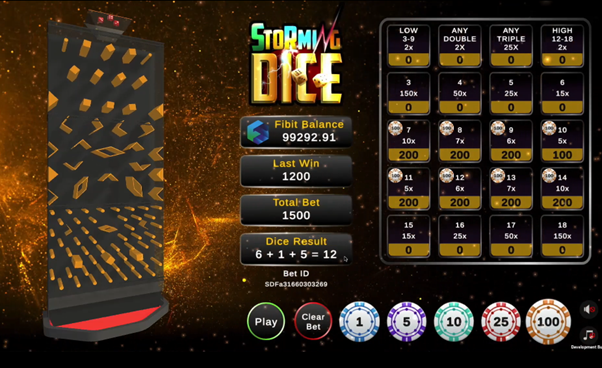 STORMING
DICE
Fibit Balance
99292.91
Last Win
1200
Total Bet
1500
Dice Result
6 + 1 + 5 = 12
Bet ID
SDFa31660303269
Play
Clear
Bet
1
5
10
25
100
LOW
3-9
2x
0
ANY
DOUBLE
2X
0
ANY
TRIPLE
25X
0
HIGH
12-18
2x
0
3
150x
0
4
50x
0
5
25x
0
6
15x
0
100
7
10x
200
100
8
7x
200
100
9
6x
200
100
10
5x
100
100
11
5x
200
100
12
6x
200
100
13
7x
200
100
14
10x
200
15
15x
0
16
25x
0
17
50x
0
18
150x
0
Development Bu